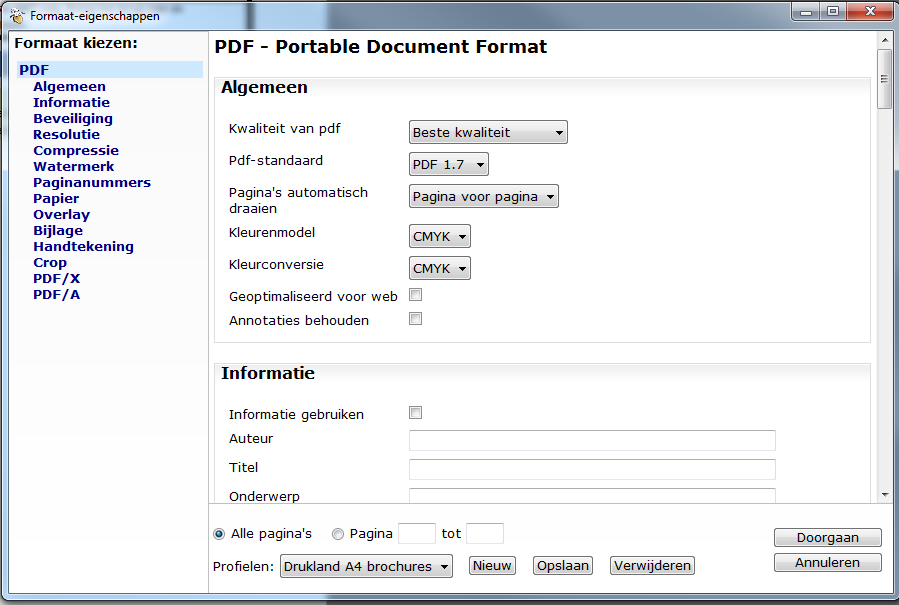 Formaat-eigenschappen
Formaat kiezen:
PDF
Algemeen
Informatie
Beveiliging
Resolutie
Compressie
Watermerk
Paginanummers
Papier
Overlay
Bijlage
Handtekening
Crop
PDF/X
PDF/A
PDF - Portable Document Format
Algemeen
Kwaliteit van pdf Beste kwaliteit
Pdf-standaard PDF 1.7
Pagina's automatisch draaien Pagina voor pagina
Kleurenmodel CMYK
Kleurconversie CMYK
Geoptimaliseerd voor web
Annotaties behouden
Informatie
Informatie gebruiken
Auteur
Titel
Onderwerp
Alle pagina's Pagina tot
Doorgaan
Profielen: Drukland A4 brochures Nieuw Opslaan Verwijderen
Annuleren